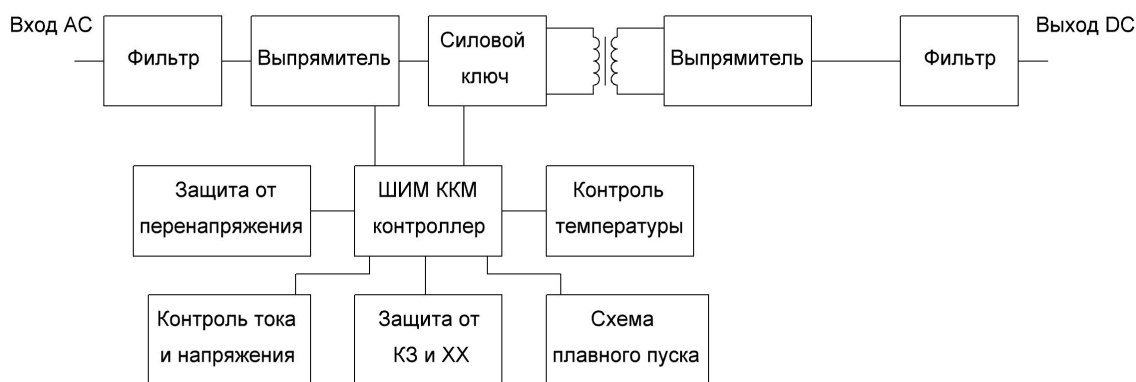 Вход AC
Фильтр
Выпрямитель
Силовой
ключ
Выпрямитель
Фильтр
Выход DC
Защита от
перенапряжения
ШИМ ККМ
контроллер
Контроль
температуры
Контроль тока
и напряжения
Защита от
КЗ и ХХ
Схема
плавного пуска